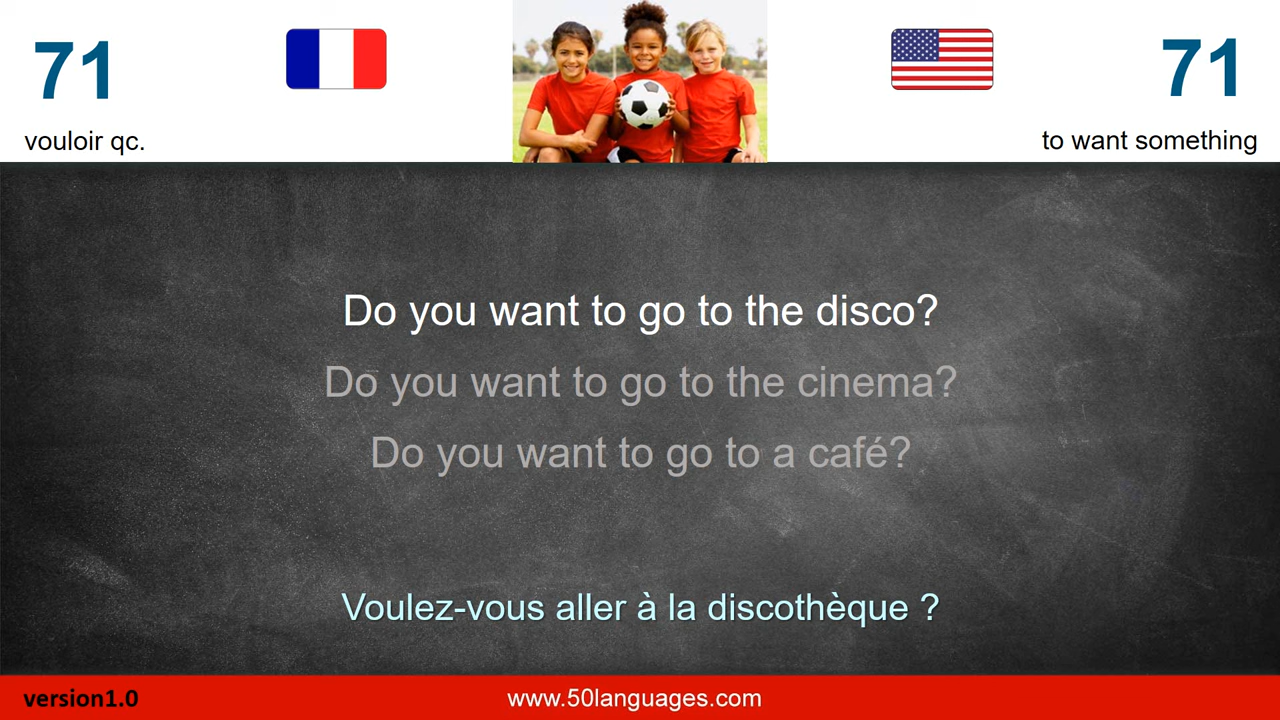 71
71
vouloir qc.
to want something
Do you want to go to the disco?
Do you want to go to the cinema?
Do you want to go to a café?
Voulez-vous aller à la discothèque ?
version1.0
www.50languages.com